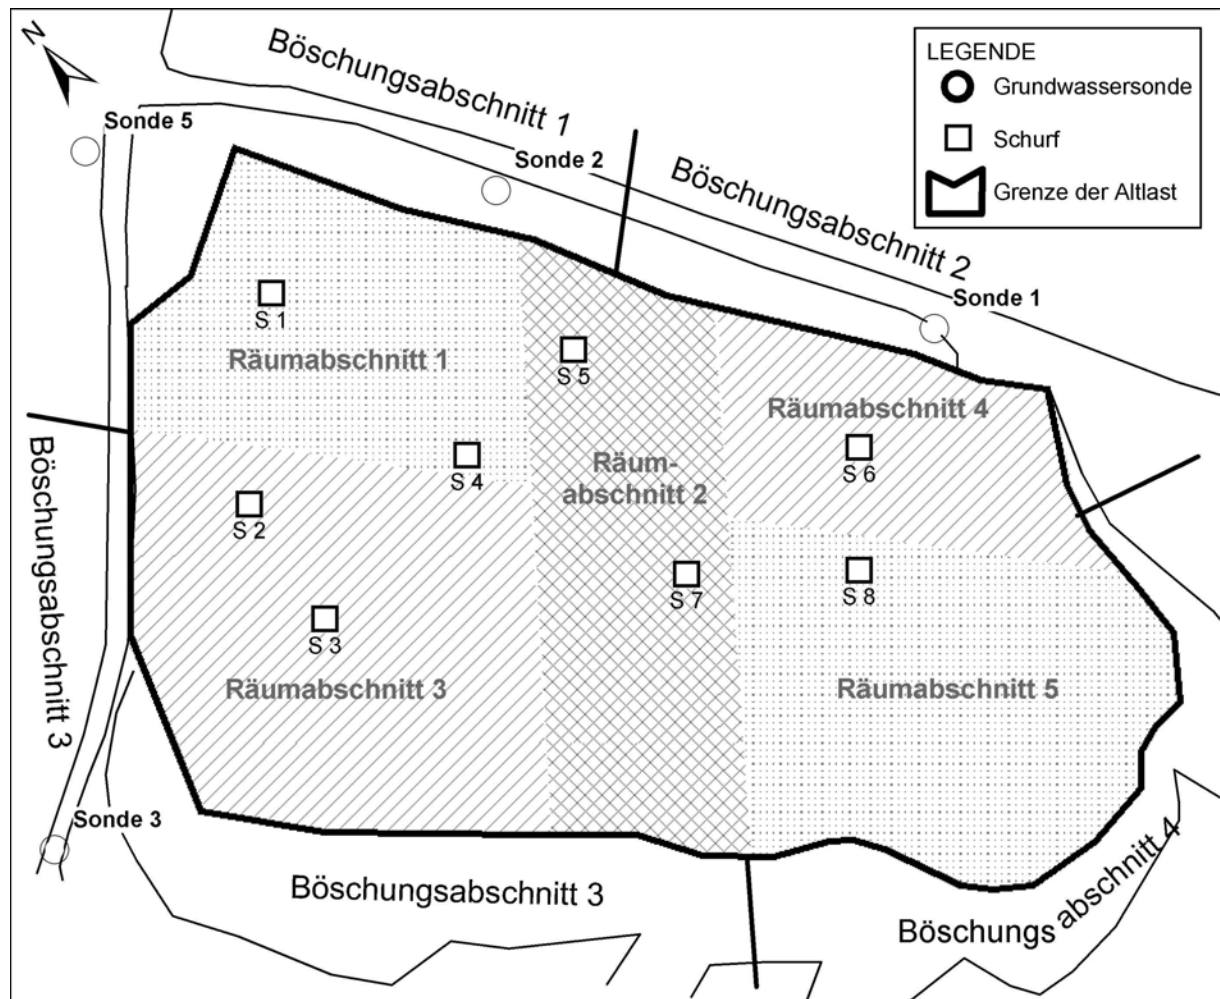 N
Böschungsabschnitt 1
LEGENDE
Grundwassersonde
Schurf
Grenze der Altlast
Sonde 5
Sonde 2
Böschungsabschnitt 2
Sonde 1
S 1
Räumabschnitt 1
S 5
Räumabschnitt 4
S 4
Räum-
abschnitt 2
S 6
S 2
Böschungsabschnitt 3
S 3
S 7
S 8
Räumabschnitt 3
Räumabschnitt 5
Sonde 3
Böschungsabschnitt 3
Böschungsabschnitt 4